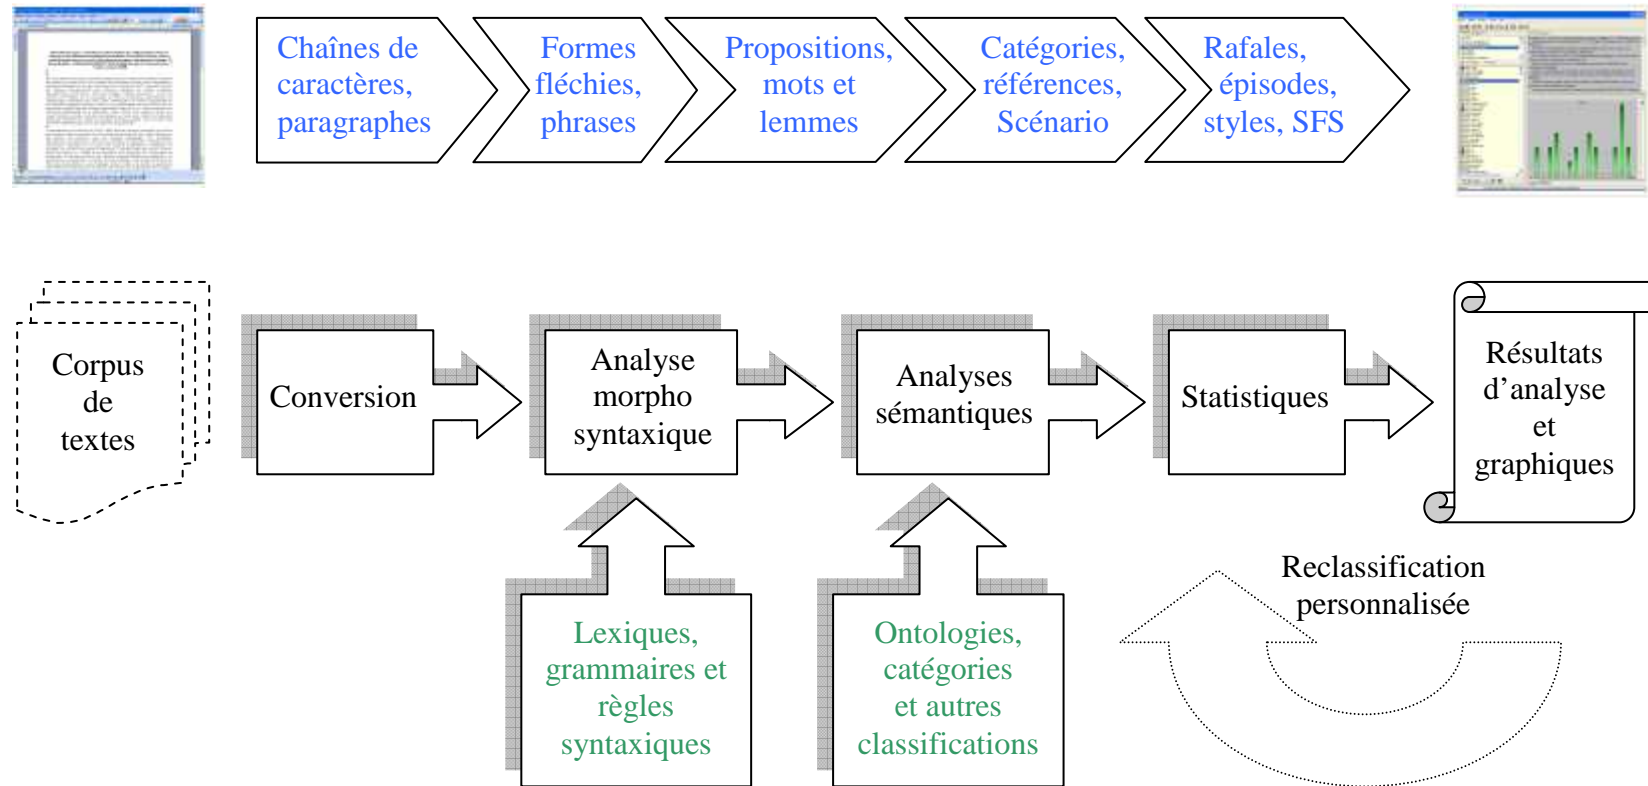 Chaînes de
caractères,
paragraphes
Formes
fléchies,
phrases
Propositions,
mots et
lemmes
Catégories,
références,
Scénario
Rafales,
épisodes,
styles, SFS
Corpus
de
textes
Conversion
Analyse
morpho
syntaxique
Analyses
sémantiques
Statistiques
Résultats
d’analyse
et
graphiques
Lexiques,
grammaires et
règles
syntaxiques
Ontologies,
catégories
et autres
classifications
Reclassification
personnalisée